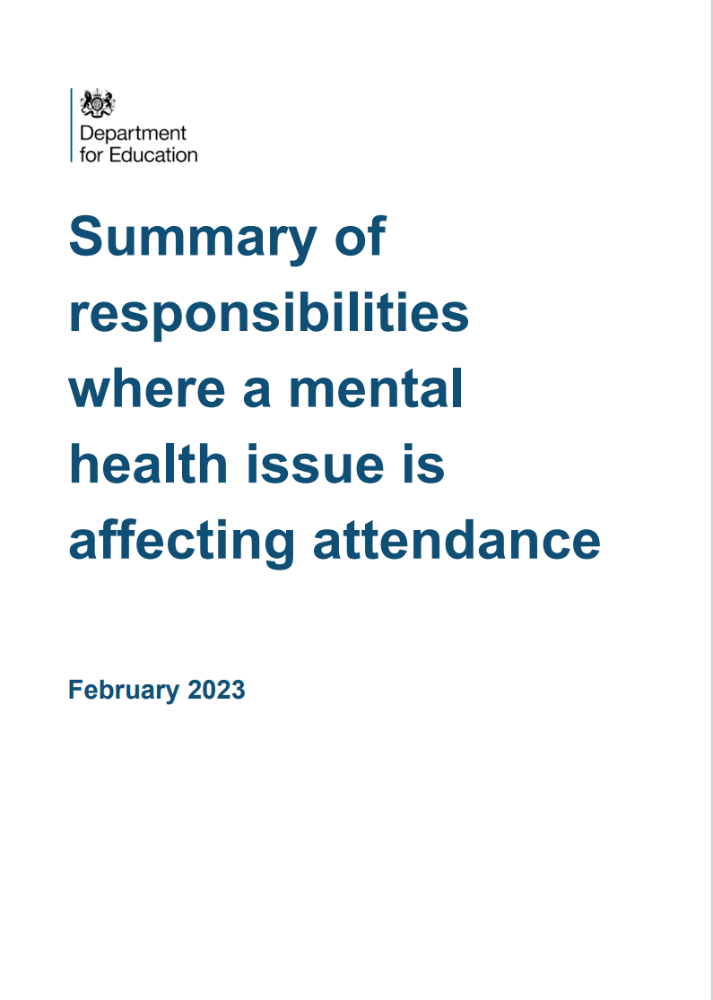 Department
for Education
Summary of
responsibilities
where a mental
health issue is
affecting attendance
February 2023